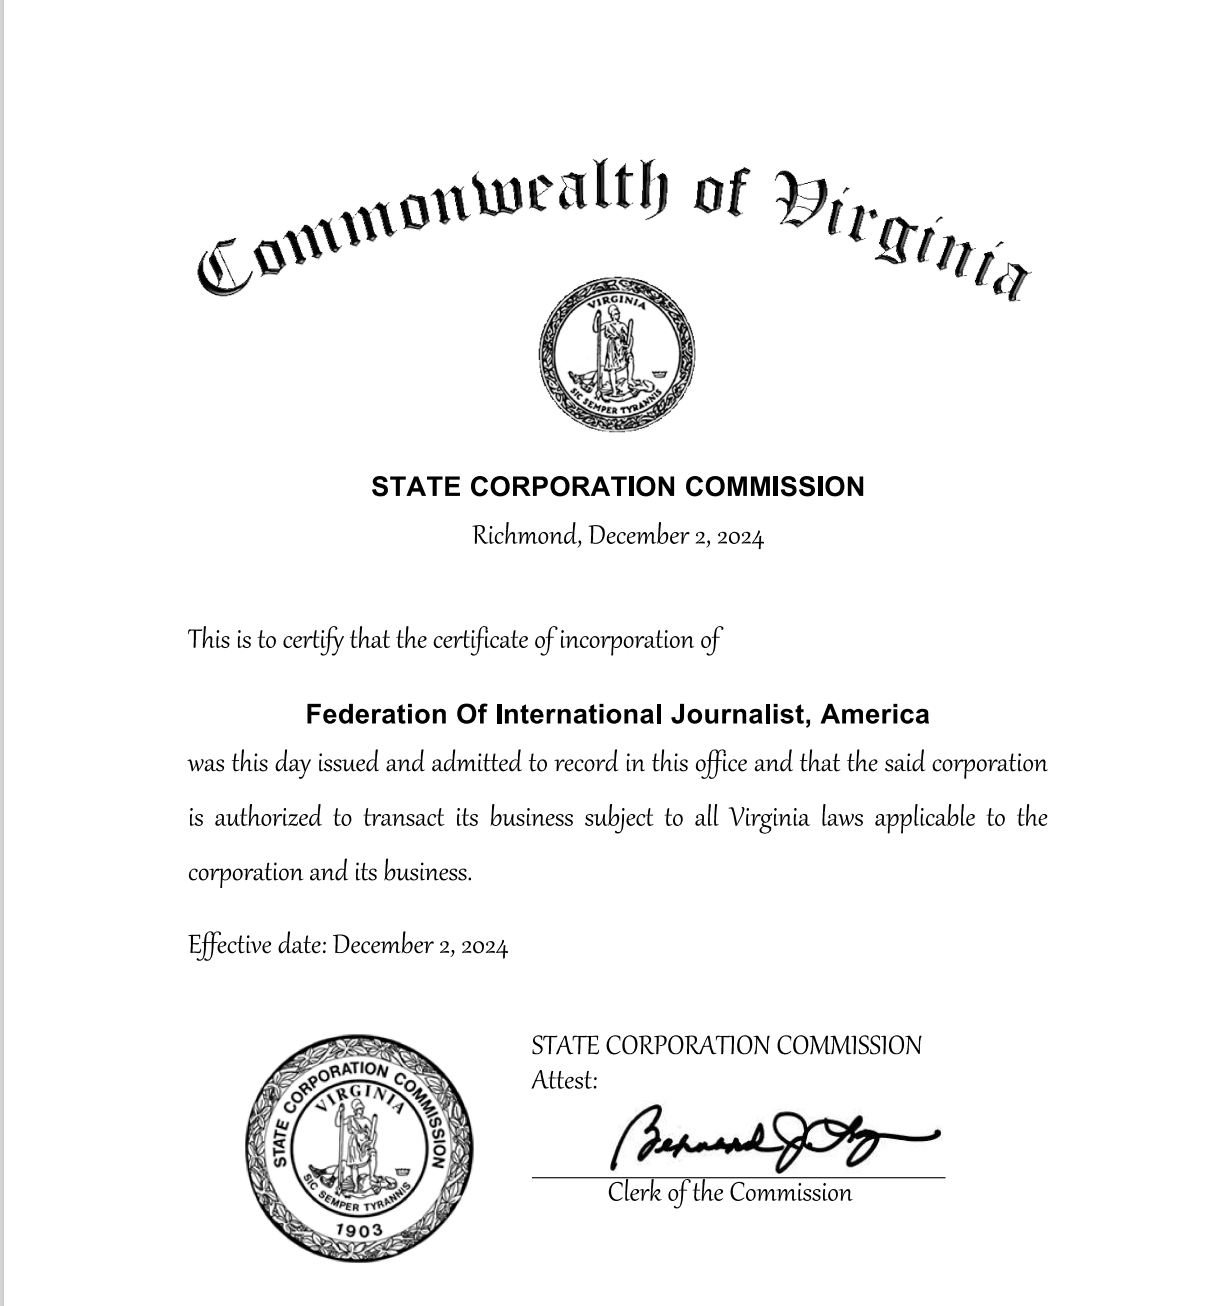 Commonwealth of Virginia
VIRGINIA
SIC SEMPER TYRANNIS
STATE CORPORATION COMMISSION
Richmond, December 2, 2024
This is to certify that the certificate of incorporation of
Federation Of International Journalist, America
was this day issued and admitted to record in this office and that the said corporation
is authorized to transact its business subject to all Virginia laws applicable to the
corporation and its business.
Effective date: December 2, 2024
STATE CORPORATION COMMISSION
VIRGINIA
SIC SEMPER TYRANNIS
1903
STATE CORPORATION COMMISSION
Attest:
Clerk of the Commission